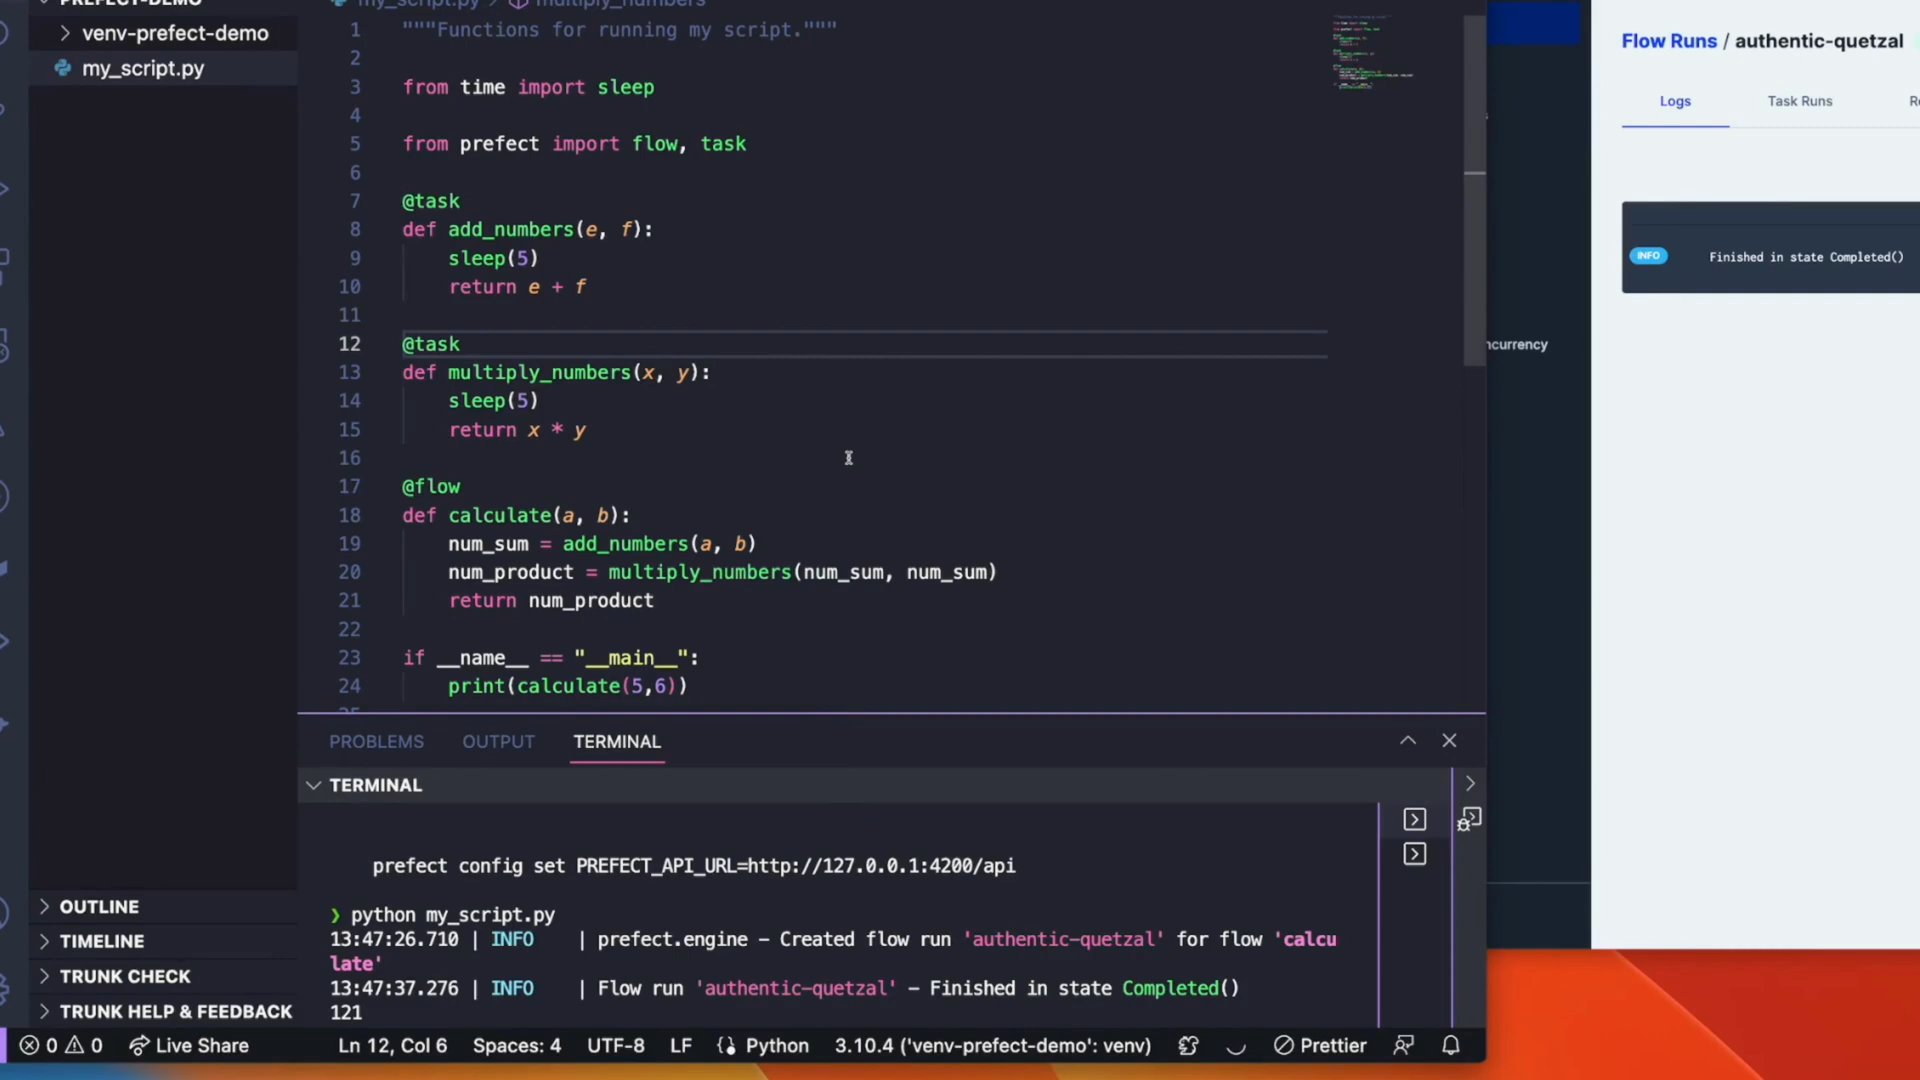 PREFECT-DEMO
venv-prefect-demo
my_script.py
my_script.py > multiply_numbers
1 """Functions for running my script."""
2
3 from time import sleep
4
5 from prefect import flow, task
6
7 @task
8 def add_numbers(e, f):
9 sleep(5)
10 return e + f
11
12 @task
13 def multiply_numbers(x, y):
14 sleep(5)
15 return x * y
16
17 @flow
18 def calculate(a, b):
19 num_sum = add_numbers(a, b)
20 num_product = multiply_numbers(num_sum, num_sum)
21 return num_product
22
23 if __name__ == "__main__":
24 print(calculate(5,6))
25
PROBLEMS OUTPUT TERMINAL
TERMINAL
prefect config set PREFECT_API_URL=http://127.0.0.1:4200/api
❯ python my_script.py
13:47:26.710 | INFO | prefect.engine - Created flow run 'authentic-quetzal' for flow 'calcu
late'
13:47:37.276 | INFO | Flow run 'authentic-quetzal' - Finished in state Completed()
121
OUTLINE
TIMELINE
TRUNK CHECK
TRUNK HELP & FEEDBACK
0 0 Live Share Ln 12, Col 6 Spaces: 4 UTF-8 LF Python 3.10.4 ('venv-prefect-demo': venv) Prettier
ncurrency
Flow Runs / authentic-quetzal
Logs Task Runs
INFO Finished in state Completed()